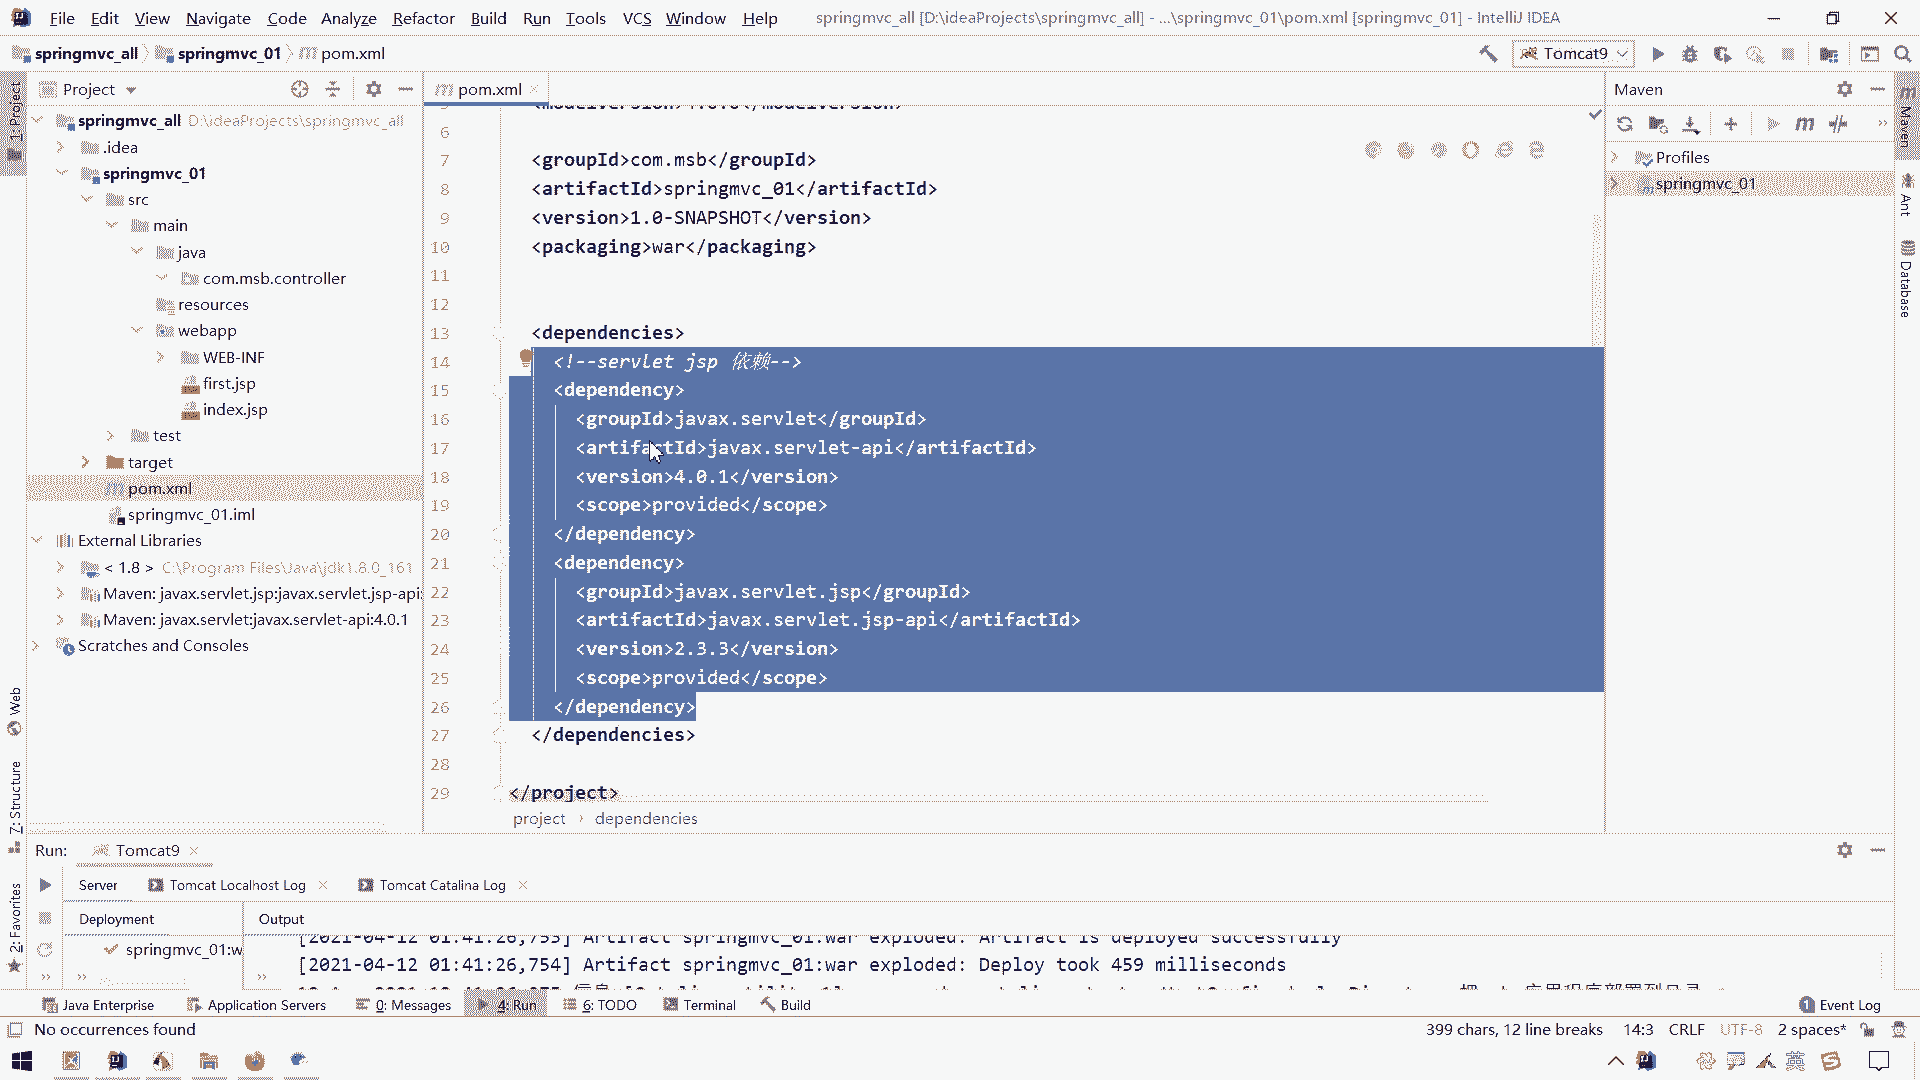 File Edit View Navigate Code Analyze Refactor Build Run Tools VCS Window Help springmvc_all [D:\ideaProjects\springmvc_all] - ...\springmvc_01\pom.xml [springmvc_01] - IntelliJ IDEA
springmvc_all springmvc_01 pom.xml Tomcat9
Project pom.xml Maven
1: Project
springmvc_all D:\ideaProjects\springmvc_all
.idea
springmvc_01
src
main
java
com.msb.controller
resources
webapp
WEB-INF
first.jsp
index.jsp
test
target
pom.xml
springmvc_01.iml
External Libraries
< 1.8 > C:\Program Files\Java\jdk1.8.0_161
Maven: javax.servlet.jsp:javax.servlet.jsp-api:
Maven: javax.servlet:javax.servlet-api:4.0.1
Scratches and Consoles
Web
Z: Structure
2: Favorites
5 <modelVersion>4.0.0</modelVersion>
6
7 <groupId>com.msb</groupId>
8 <artifactId>springmvc_01</artifactId>
9 <version>1.0-SNAPSHOT</version>
10 <packaging>war</packaging>
11
12
13 <dependencies>
14 <!--servlet jsp 依赖-->
15 <dependency>
16 <groupId>javax.servlet</groupId>
17 <artifactId>javax.servlet-api</artifactId>
18 <version>4.0.1</version>
19 <scope>provided</scope>
20 </dependency>
21 <dependency>
22 <groupId>javax.servlet.jsp</groupId>
23 <artifactId>javax.servlet.jsp-api</artifactId>
24 <version>2.3.3</version>
25 <scope>provided</scope>
26 </dependency>
27 </dependencies>
28
29 </project>
project › dependencies
Profiles
springmvc_01
Maven
Ant
Database
Run: Tomcat9
Server Tomcat Localhost Log Tomcat Catalina Log
Deployment Output
springmvc_01:w
[2021-04-12 01:41:26,753] Artifact springmvc_01:war exploded: Artifact is deployed successfully
[2021-04-12 01:41:26,754] Artifact springmvc_01:war exploded: Deploy took 459 milliseconds
Java Enterprise Application Servers 0: Messages 4: Run 6: TODO Terminal Build 1 Event Log
No occurrences found 399 chars, 12 line breaks 14:3 CRLF UTF-8 2 spaces*
英